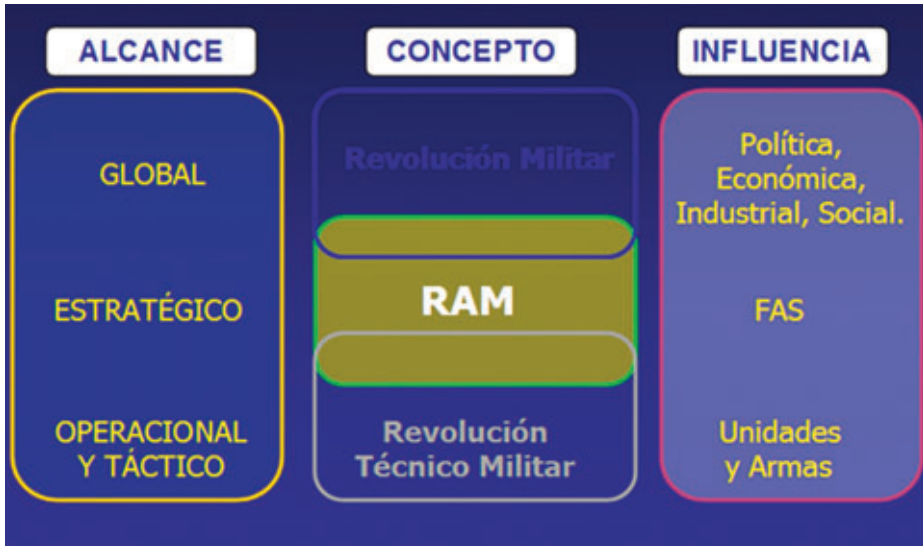 ALCANCE
CONCEPTO
INFLUENCIA
GLOBAL
Revolución Militar
Política,
Económica,
Industrial, Social.
ESTRATÉGICO
RAM
FAS
OPERACIONAL
Y TÁCTICO
Revolución
Técnico Militar
Unidades
y Armas